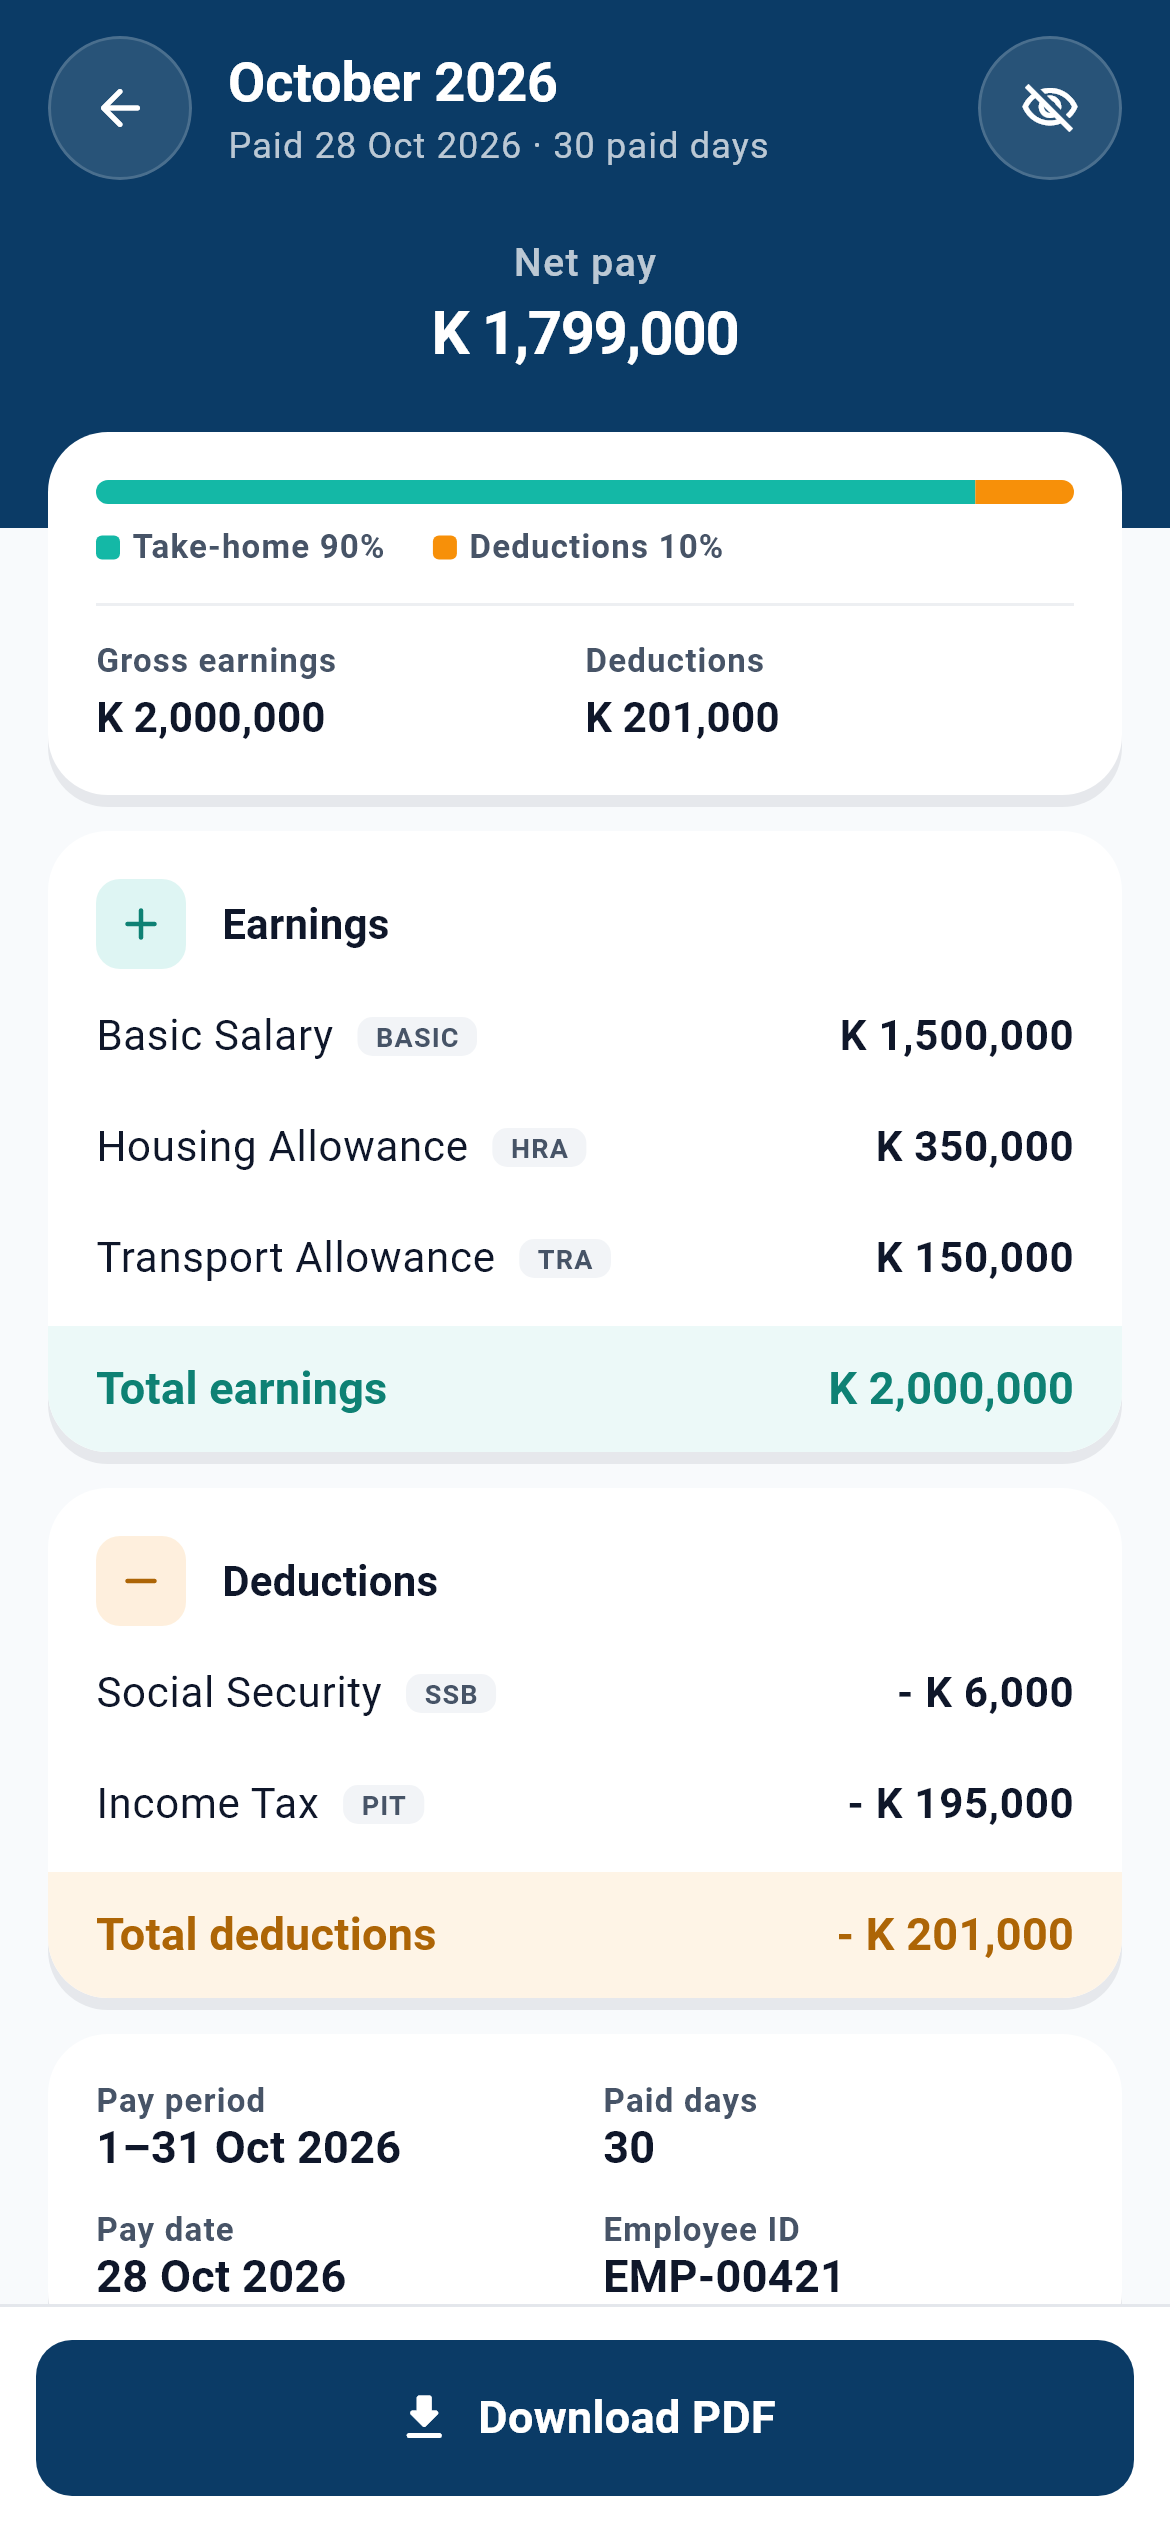 October 2026
Paid 28 Oct 2026 · 30 paid days
Net pay
K 1,799,000
Take-home 90% Deductions 10%
Gross earnings Deductions
K 2,000,000 K 201,000
Earnings
Basic Salary BASIC K 1,500,000
Housing Allowance HRA K 350,000
Transport Allowance TRA K 150,000
Total earnings K 2,000,000
Deductions
Social Security SSB - K 6,000
Income Tax PIT - K 195,000
Total deductions - K 201,000
Pay period Paid days
1–31 Oct 2026 30
Pay date Employee ID
28 Oct 2026 EMP-00421
Download PDF